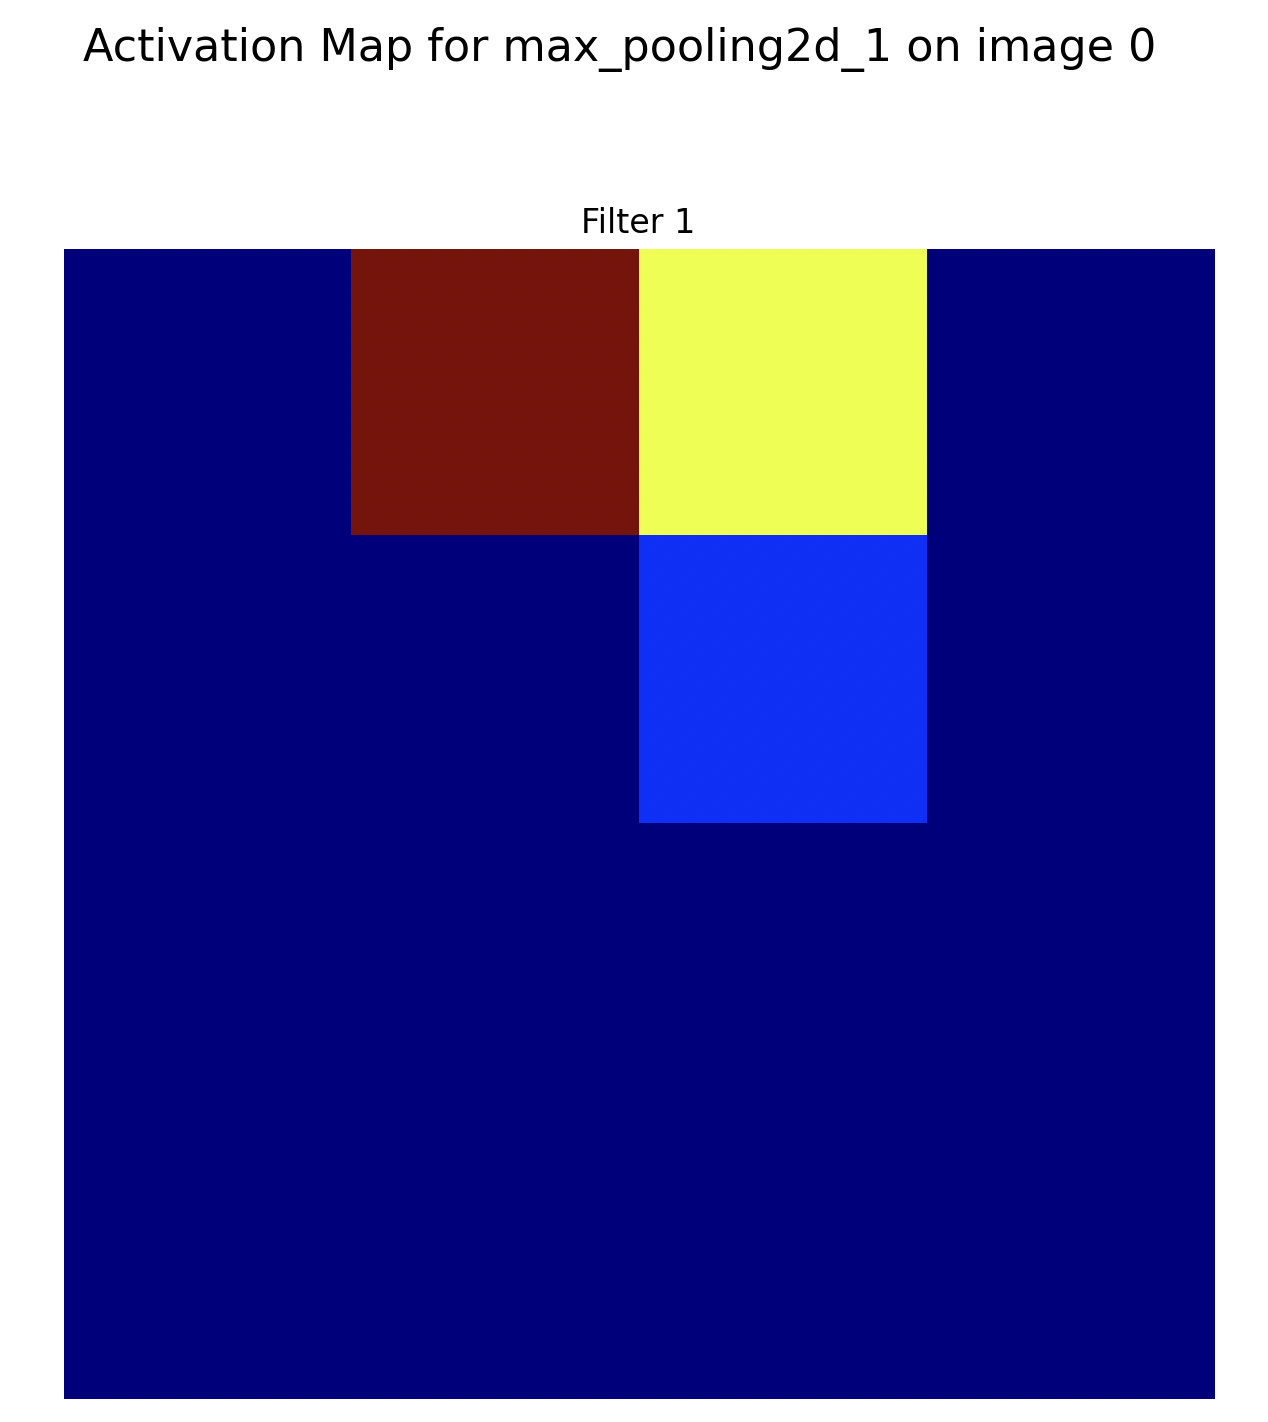 Activation Map for max_pooling2d_1 on image 0
Filter 1